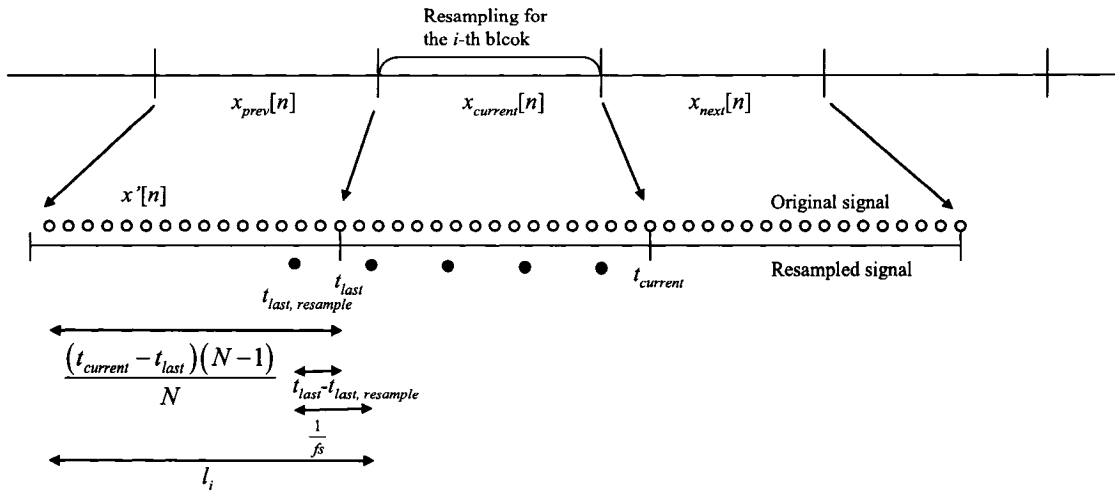 Resampling for
the i-th blcok
x_prev[n]
x_current[n]
x_next[n]
x'[n]
Original signal
Resampled signal
t_last
t_last, resample
t_current
(t_current − t_last)(N−1)
N
t_last-t_last, resample
1
fs
l_i